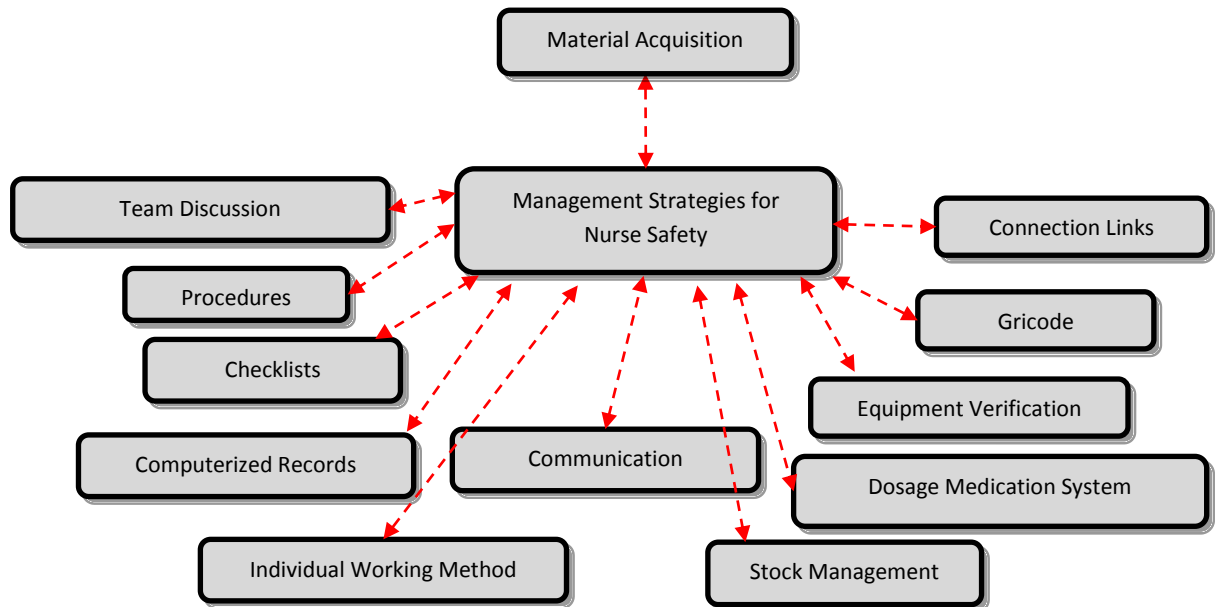 Material Acquisition
Management Strategies for
Nurse Safety
Team Discussion
Connection Links
Procedures
Gricode
Checklists
Equipment Verification
Computerized Records
Communication
Dosage Medication System
Individual Working Method
Stock Management